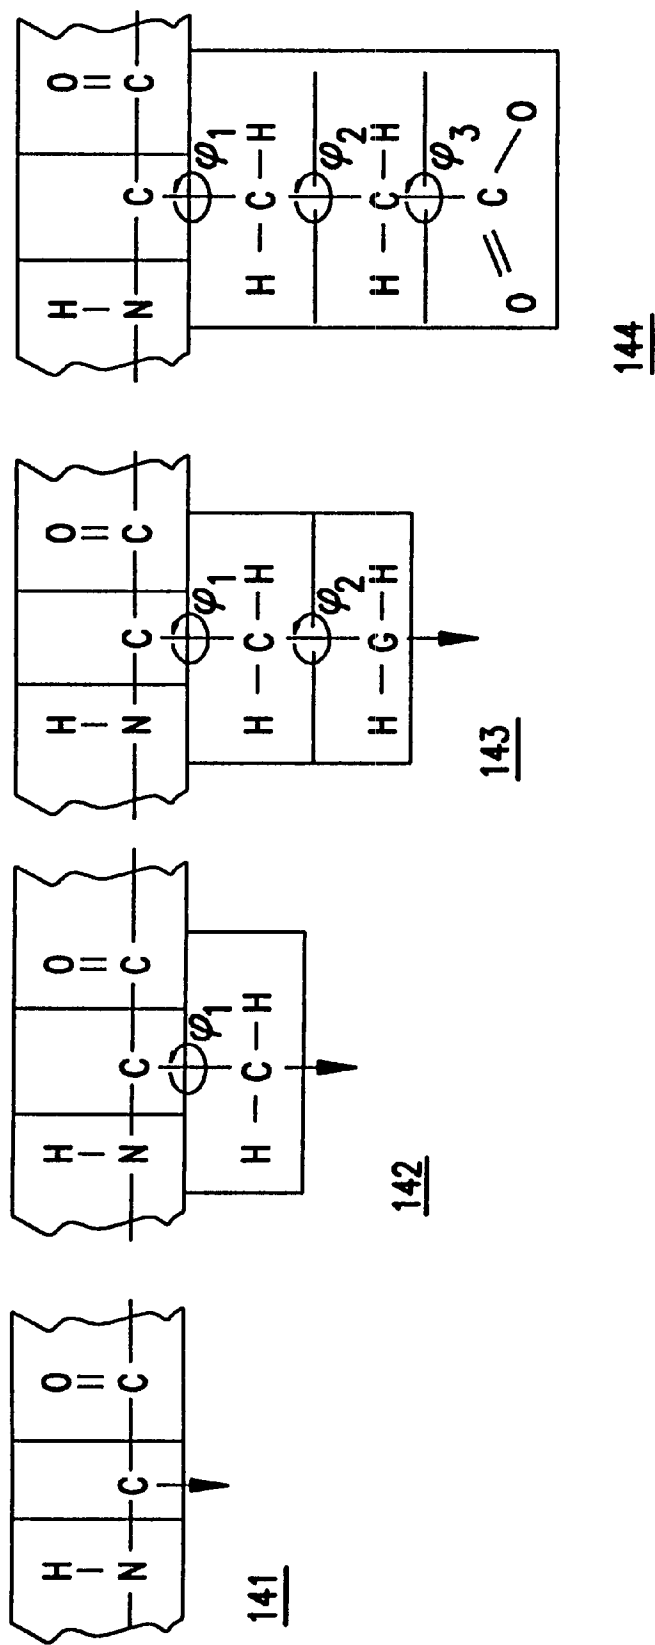 H O
N – C – C
141
H O
N – C – C
φ1
H – C – H
142
H O
N – C – C
φ1
H – C – H
φ2
H – G – H
143
H O
N – C – C
φ1
H – C – H
φ2
H – C – H
φ3
C
O O
144